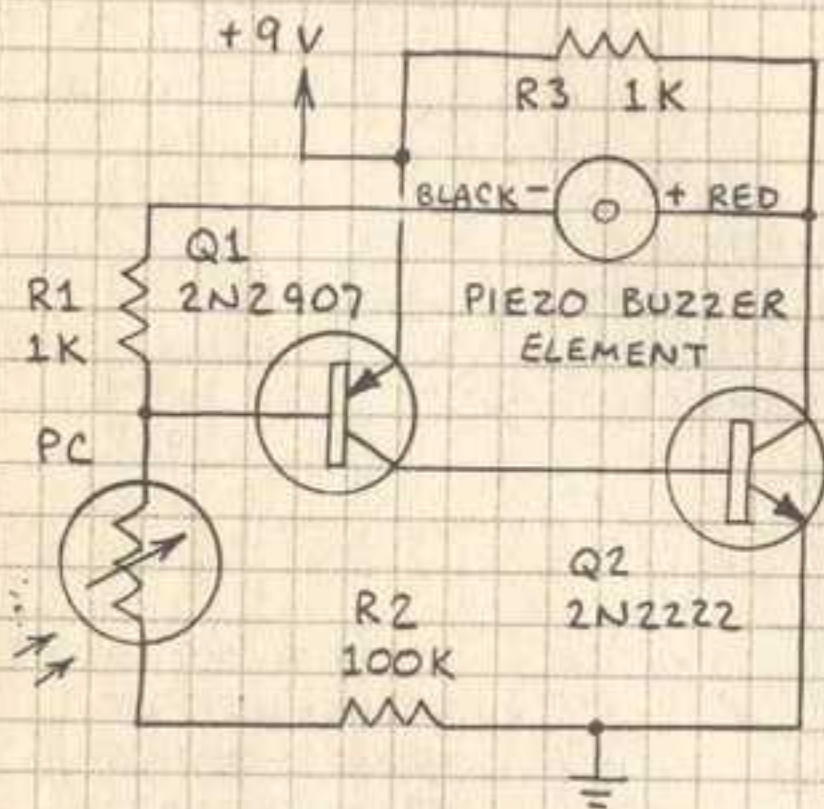 +9V
R3 1K
BLACK - + RED
Q1
2N2907
R1
1K
PIEZO BUZZER
ELEMENT
PC
Q2
2N2222
R2
100K